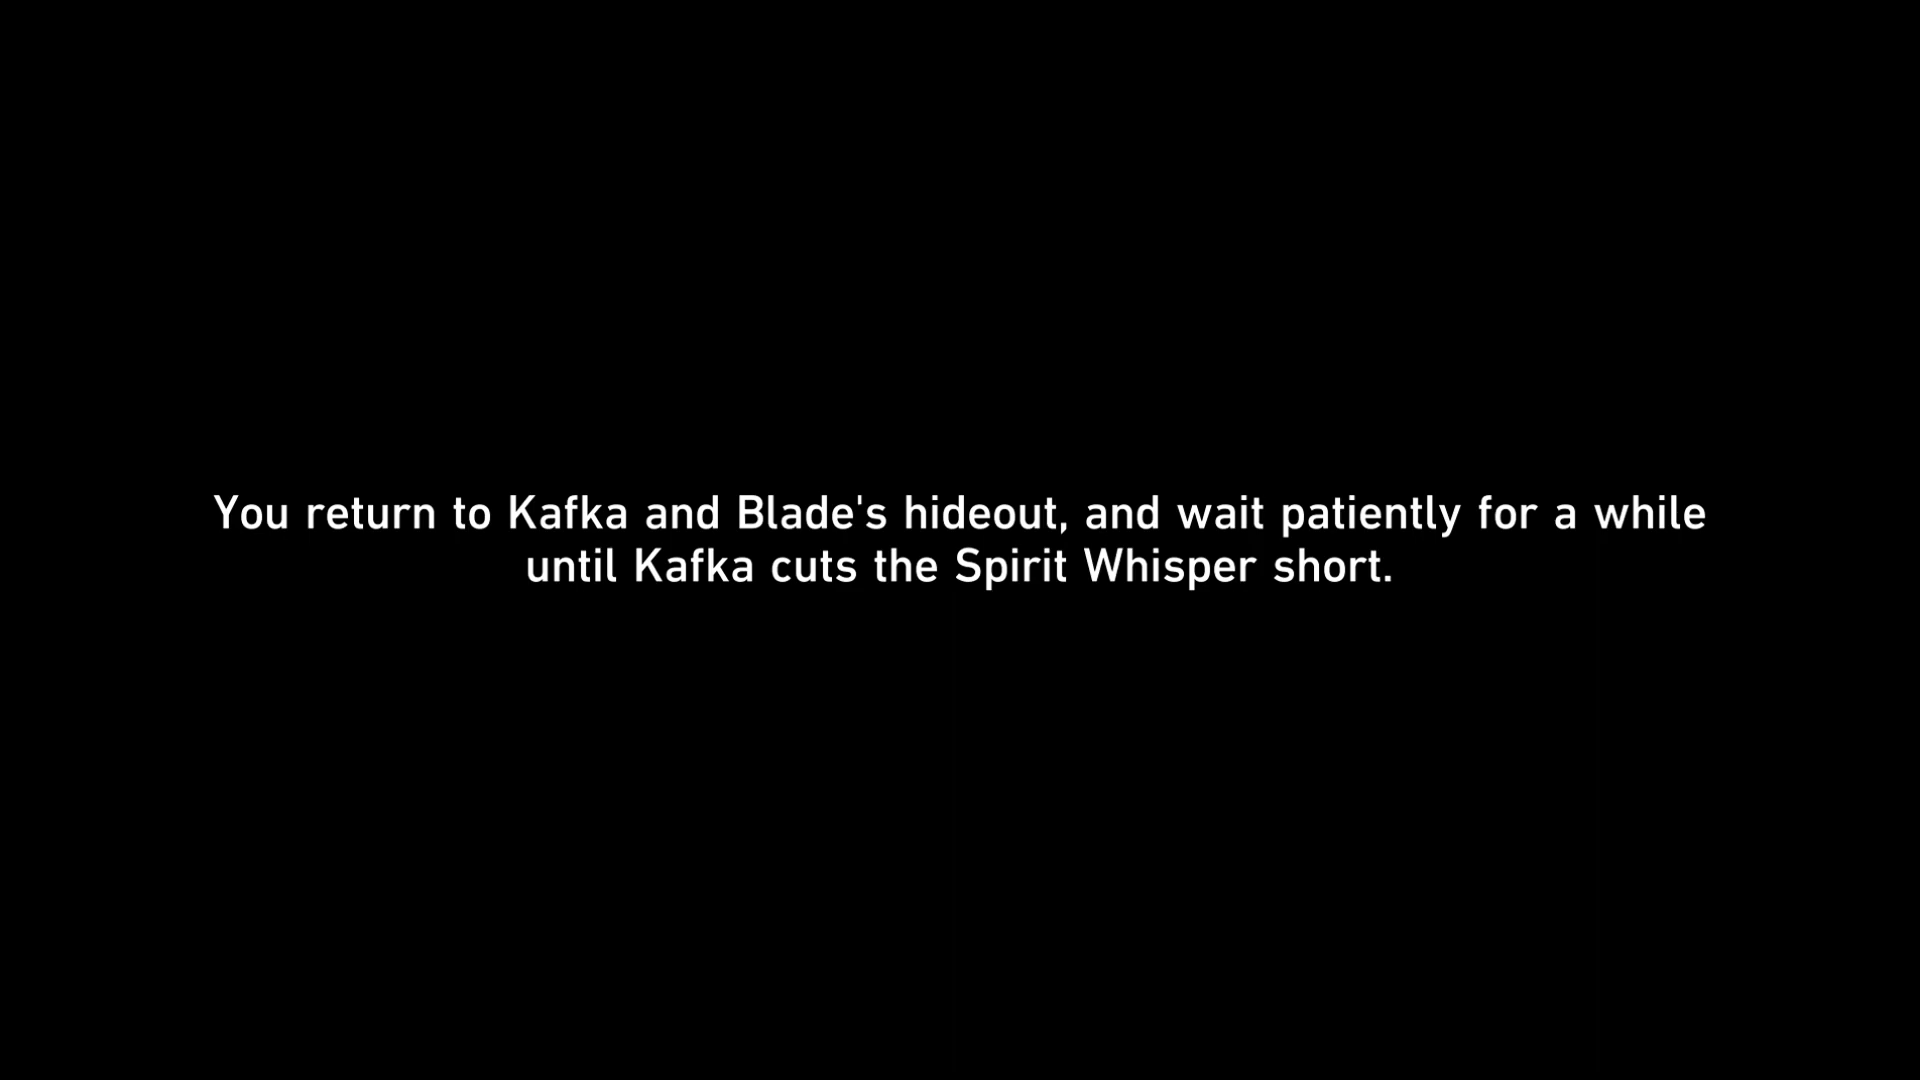 You return to Kafka and Blade's hideout, and wait patiently for a while
until Kafka cuts the Spirit Whisper short.